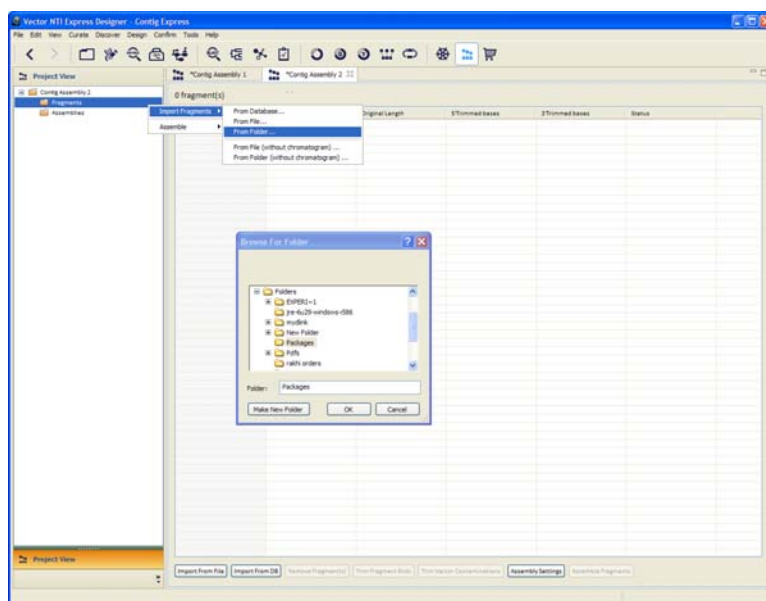 Vector NTI Express Designer - Contig Express
File Edit View Curate Discover Design Confirm Tools Help
Project View
*Contig Assembly 1
*Contig Assembly 2
Contig Assembly 2
Fragments
Assemblies
0 fragment(s)
Import Fragments
Assemble
From Database...
From File...
From Folder...
From File (without chromatogram) ...
From Folder (without chromatogram) ...
Original Length
5'Trimmed bases
3'Trimmed bases
Status
Browse For Folder
Folders
EXPERI~1
jre-6u29-windows-i586
mydlink
New Folder
Packages
Pdfs
rakhi orders
Folder: Packages
Make New Folder OK Cancel
Project View
Import From File Import From DB Remove Fragment(s) Trim Fragment Ends Trim Vector Contaminations Assembly Settings Assemble Fragments